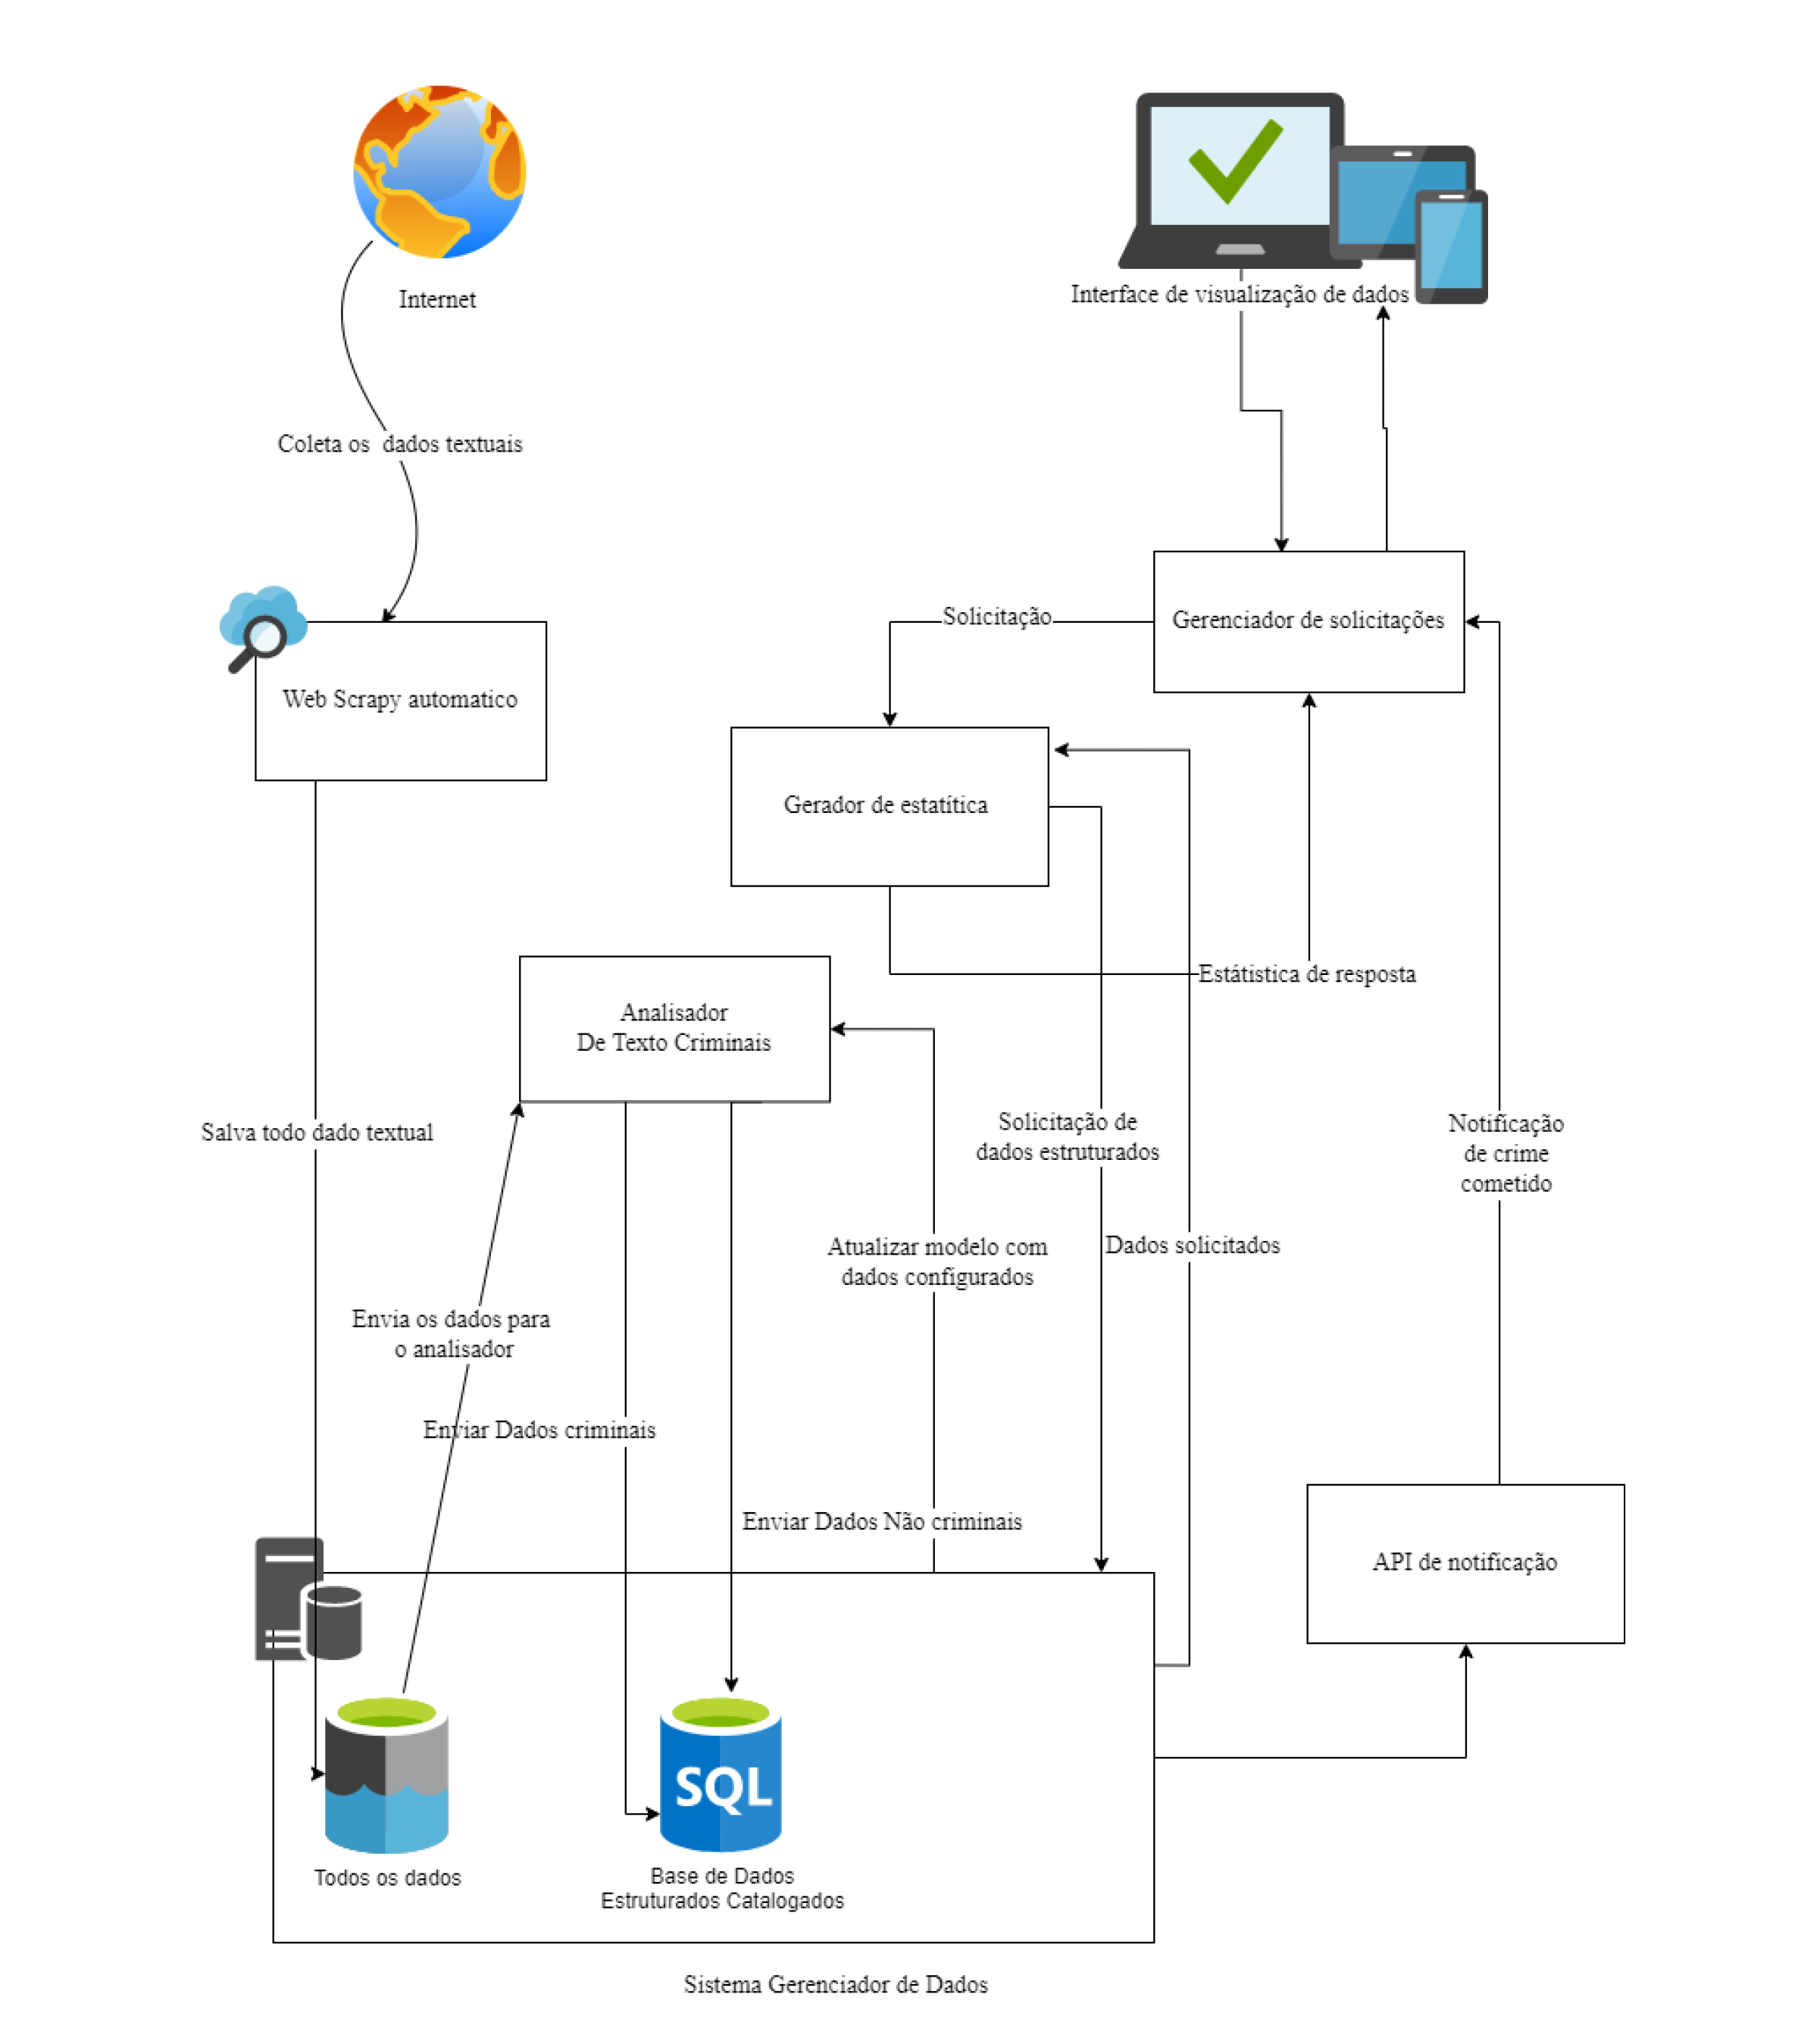 Internet
Interface de visualização de dados
Coleta os  dados textuais
Solicitação
Gerenciador de solicitações
Web Scrapy automatico
Gerador de estatítica
Estátistica de resposta
Analisador
De Texto Criminais
Salva todo dado textual
Solicitação de
dados estruturados
Notificação
de crime
cometido
Atualizar modelo com
dados configurados
Dados solicitados
Envia os dados para
o analisador
Enviar Dados criminais
Enviar Dados Não criminais
API de notificação
SQL
Todos os dados
Base de Dados
Estruturados Catalogados
Sistema Gerenciador de Dados